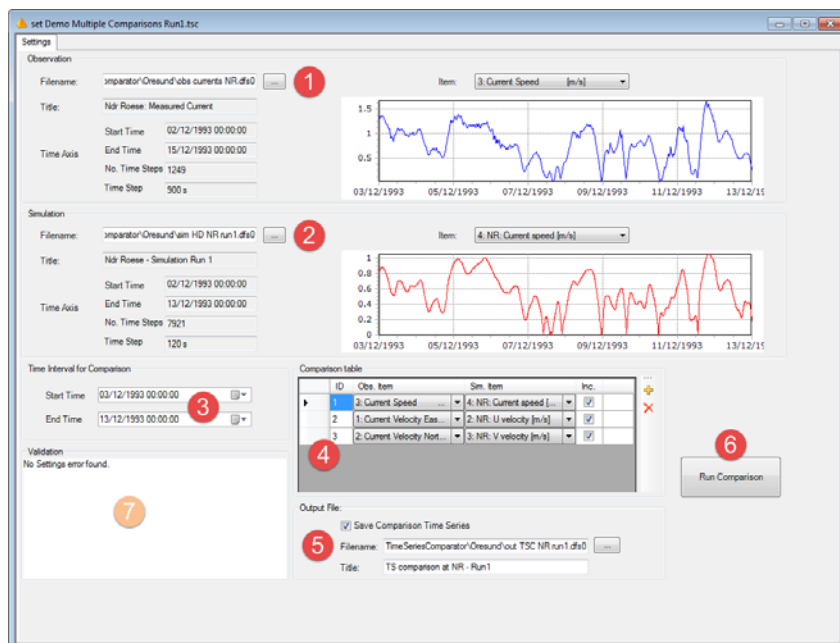 set Demo Multiple Comparisons Run1.tsc
Settings
Observation
Filename: omparator\Oresund\obs currents NR.dfs0 ... 1
Item: 3: Current Speed [m/s]
Title: Ndr Roese: Measured Current
Start Time 02/12/1993 00:00:00
Time Axis End Time 15/12/1993 00:00:00
No. Time Steps 1249
Time Step 900 s
1.5
1
0.5
03/12/1993 05/12/1993 07/12/1993 09/12/1993 11/12/1993 13/12/19
Simulation
Filename: omparator\Oresund\sim HD NR run1.dfs0 ... 2
Item: 4: NR: Current speed [m/s]
Title: Ndr Roese - Simulation Run 1
Start Time 02/12/1993 00:00:00
Time Axis End Time 13/12/1993 00:00:00
No. Time Steps 7921
Time Step 120 s
1
0.8
0.6
0.4
0.2
0
03/12/1993 05/12/1993 07/12/1993 09/12/1993 11/12/1993 13/12/19
Time Interval for Comparison
Start Time 03/12/1993 00:00:00
3
End Time 13/12/1993 00:00:00
Comparison table
ID Obs. Item Sim. Item Inc.
1 3: Current Speed ... 4: NR: Current speed [...
2 1: Current Velocity Eas... 2: NR: U velocity [m/s]
3 2: Current Velocity Nort... 3: NR: V velocity [m/s]
4
6
Run Comparison
Validation
No Settings error found.
7
Output File:
Save Comparison Time Series
5
Filename: TimeSeriesComparator\Oresund\out TSC NR run1.dfs0 ...
Title: TS comparison at NR - Run1